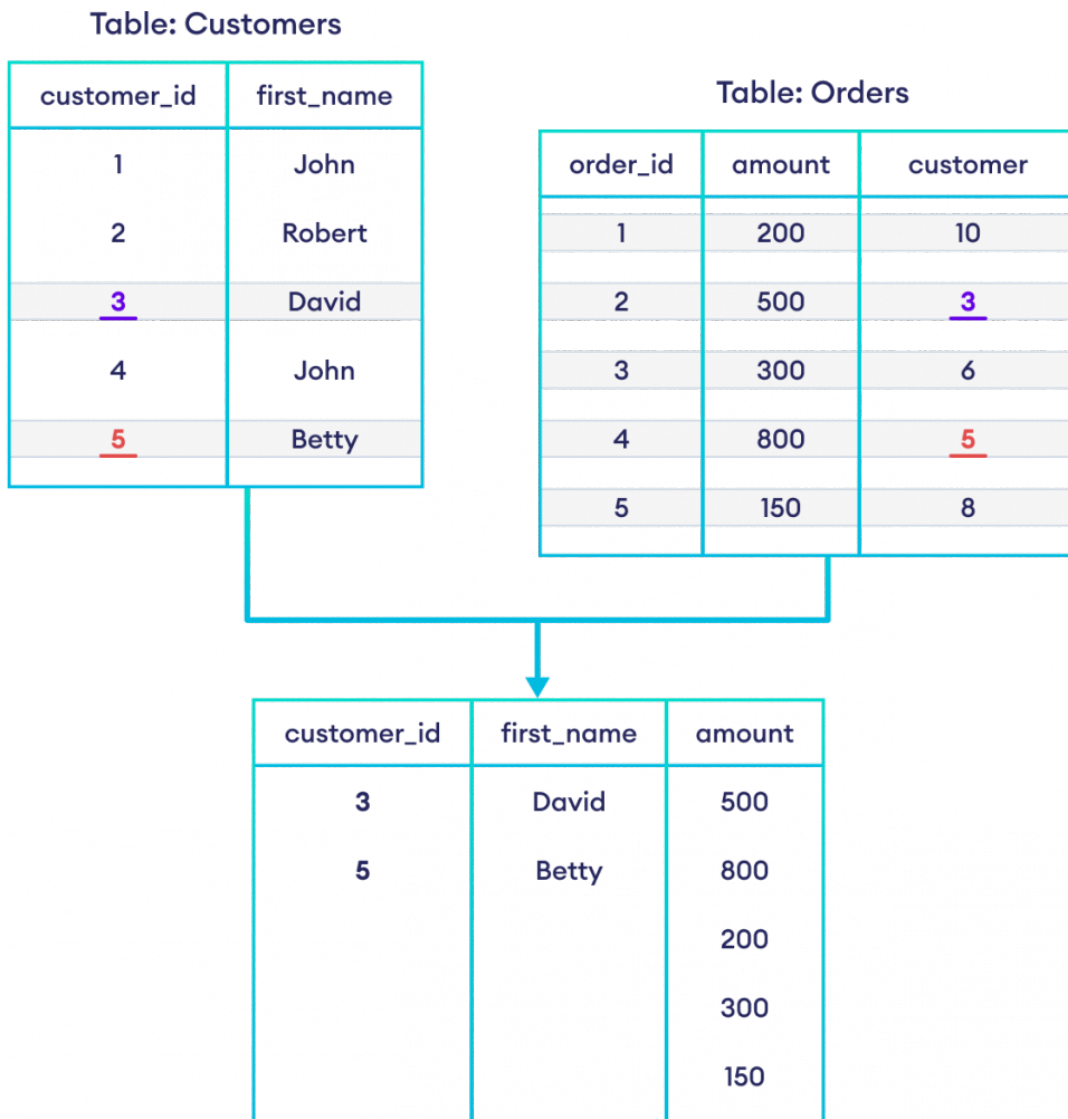 Table: Customers
customer_id first_name
1 John
2 Robert
3 David
4 John
5 Betty
Table: Orders
order_id amount customer
1 200 10
2 500 3
3 300 6
4 800 5
5 150 8
customer_id first_name amount
3 David 500
5 Betty 800
200
300
150